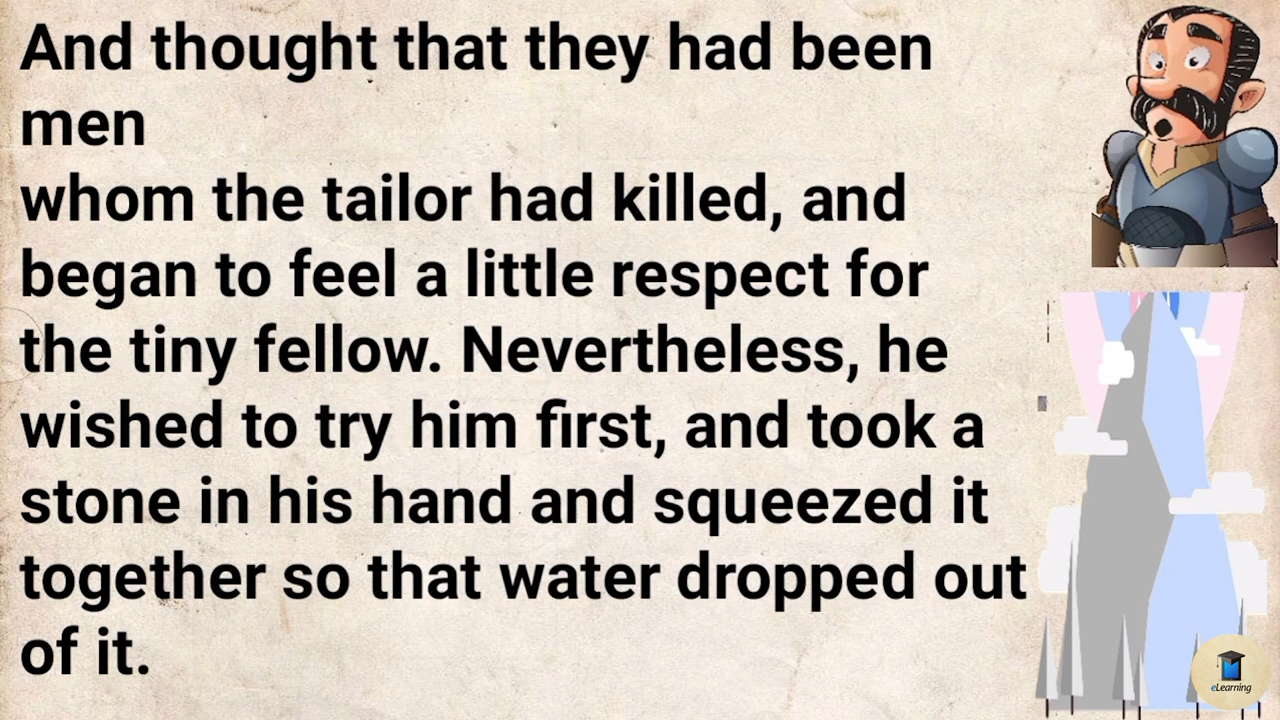 And thought that they had been
men
whom the tailor had killed, and
began to feel a little respect for
the tiny fellow. Nevertheless, he
wished to try him first, and took a
stone in his hand and squeezed it
together so that water dropped out
of it.
eLearning